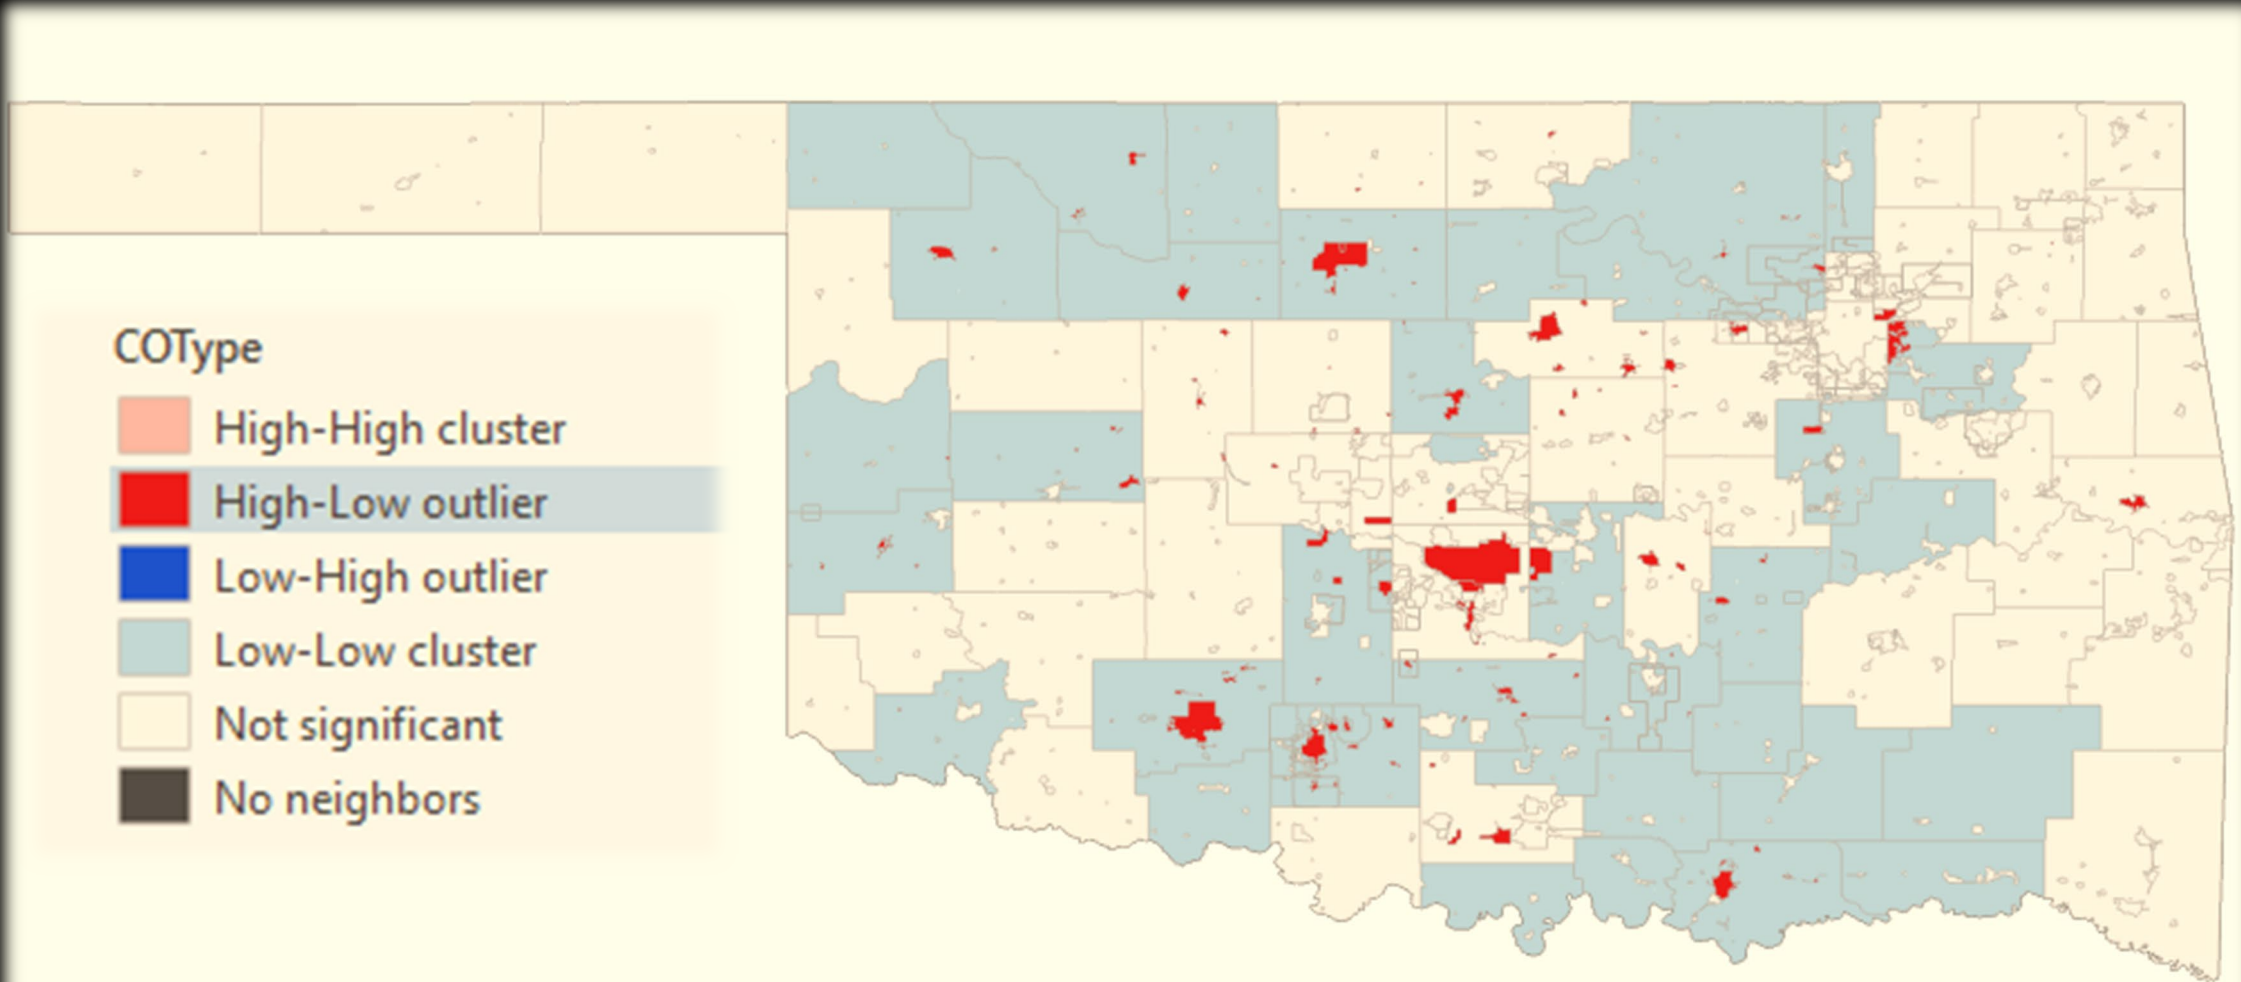 COType
High-High cluster
High-Low outlier
Low-High outlier
Low-Low cluster
Not significant
No neighbors